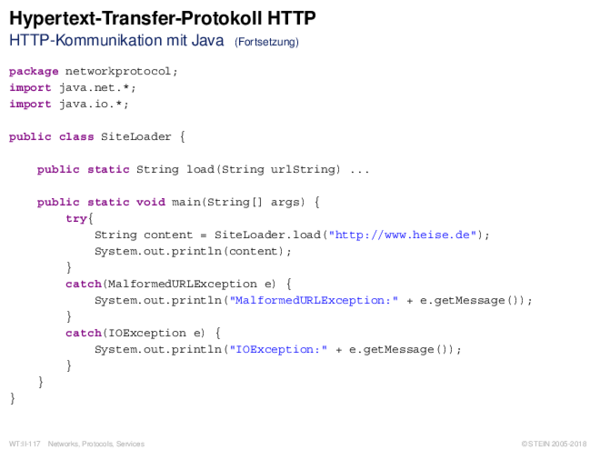 Hypertext-Transfer-Protokoll HTTP
HTTP-Kommunikation mit Java (Fortsetzung)
package networkprotocol;
import java.net.*;
import java.io.*;
public class SiteLoader {
public static String load(String urlString) ...
public static void main(String[] args) {
try{
String content = SiteLoader.load("http://www.heise.de");
System.out.println(content);
}
catch(MalformedURLException e) {
System.out.println("MalformedURLException:" + e.getMessage());
}
catch(IOException e) {
System.out.println("IOException:" + e.getMessage());
}
}
}
WT:II-117 Networks, Protocols, Services © STEIN 2005-2018